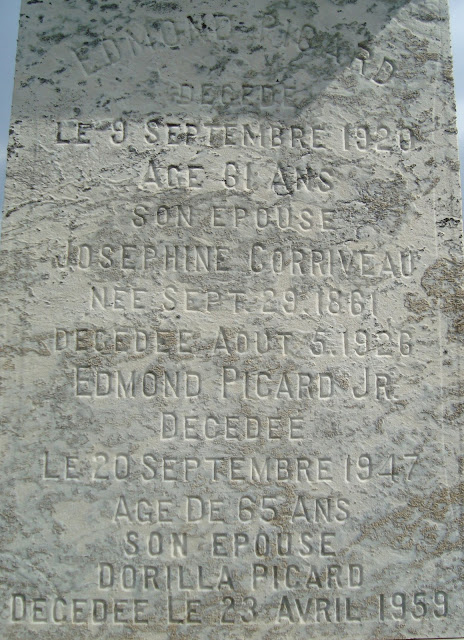 EDMOND PICARD
DECEDE
LE 9 SEPTEMBRE 1920
AGE 61 ANS
SON EPOUSE
JOSEPHINE CORRIVEAU
NEE SEPT. 29. 1861
DECEDEE AOUT 5. 1926
EDMOND PICARD JR.
DECEDEE
LE 20 SEPTEMBRE 1947
AGE DE 65 ANS
SON EPOUSE
DORILLA PICARD
DECEDEE LE 23 AVRIL 1959